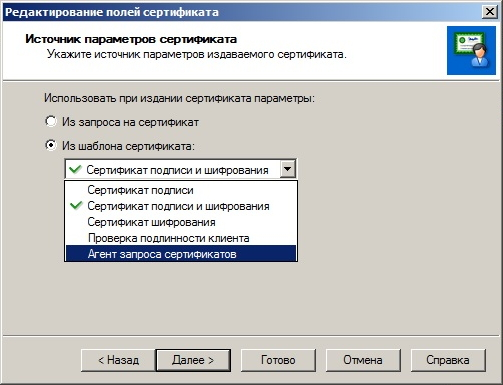 Редактирование полей сертификата
Источник параметров сертификата
Укажите источник параметров издаваемого сертификата.
Использовать при издании сертификата параметры:
Из запроса на сертификат
Из шаблона сертификата:
Сертификат подписи и шифрования
Сертификат подписи
Сертификат подписи и шифрования
Сертификат шифрования
Проверка подлинности клиента
Агент запроса сертификатов
< Назад Далее > Готово Отмена Справка